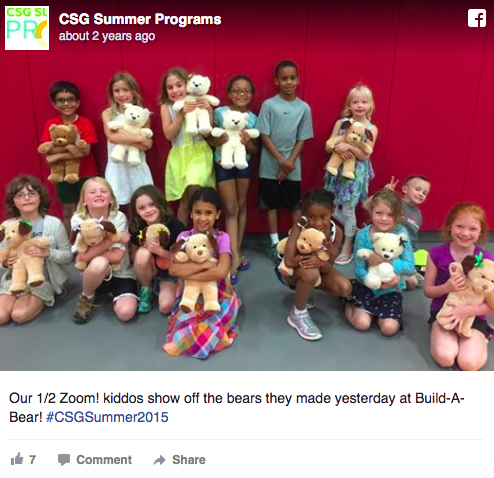 CSG SU
PR
CSG Summer Programs
about 2 years ago
Our 1/2 Zoom! kiddos show off the bears they made yesterday at Build-A-
Bear! #CSGSummer2015
7 Comment Share